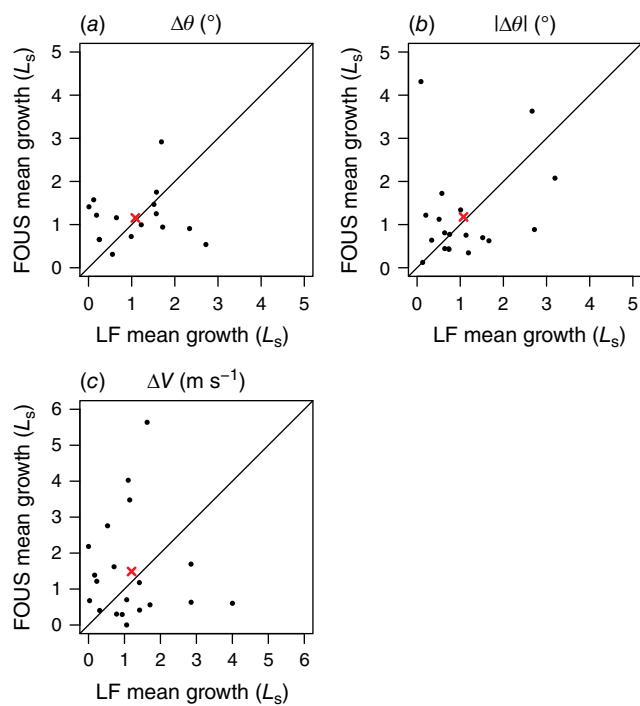 (a) Δθ (°)
5
4
3
2
1
0
FOUS mean growth (Lₛ)
0 1 2 3 4 5
LF mean growth (Lₛ)
(b) |Δθ| (°)
5
4
3
2
1
0
FOUS mean growth (Lₛ)
0 1 2 3 4 5
LF mean growth (Lₛ)
(c) ΔV (m s⁻¹)
6
5
4
3
2
1
0
FOUS mean growth (Lₛ)
0 1 2 3 4 5 6
LF mean growth (Lₛ)